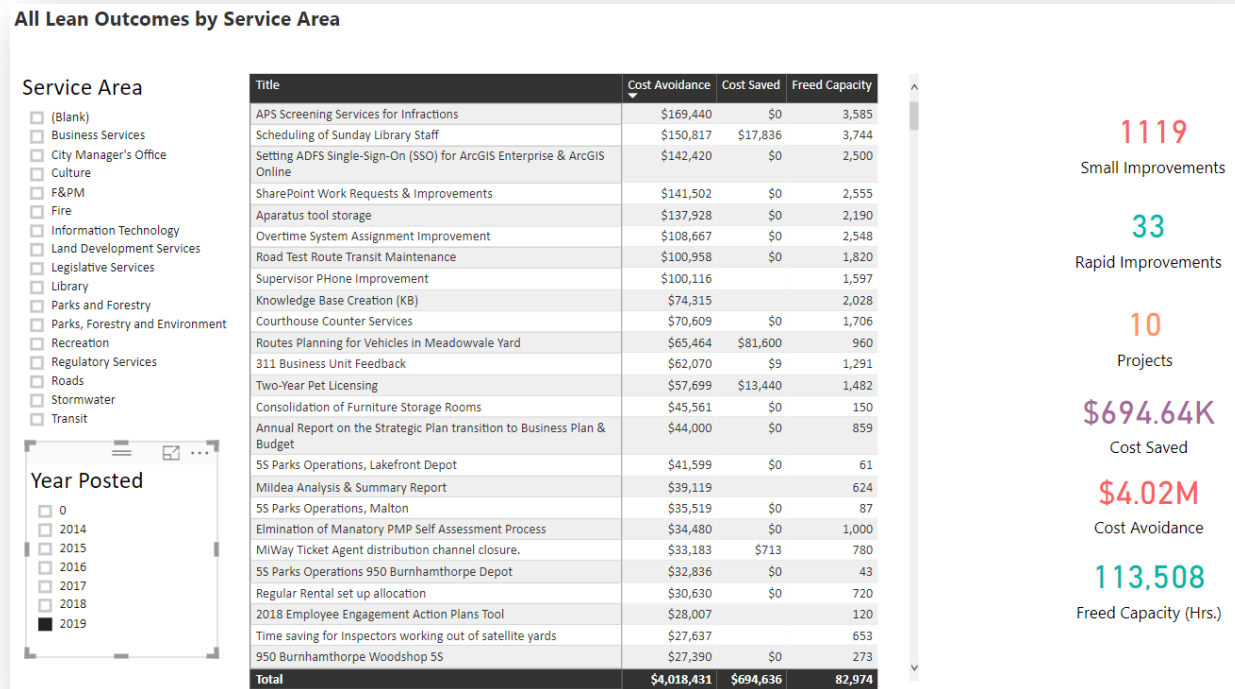 All Lean Outcomes by Service Area
Service Area
(Blank)
Business Services
City Manager's Office
Culture
F&PM
Fire
Information Technology
Land Development Services
Legislative Services
Library
Parks and Forestry
Parks, Forestry and Environment
Recreation
Regulatory Services
Roads
Stormwater
Transit
Year Posted
0
2014
2015
2016
2017
2018
2019
Title Cost Avoidance Cost Saved Freed Capacity
APS Screening Services for Infractions $169,440 $0 3,585
Scheduling of Sunday Library Staff $150,817 $17,836 3,744
Setting ADFS Single-Sign-On (SSO) for ArcGIS Enterprise & ArcGIS $142,420 $0 2,500
Online
SharePoint Work Requests & Improvements $141,502 $0 2,555
Aparatus tool storage $137,928 $0 2,190
Overtime System Assignment Improvement $108,667 $0 2,548
Road Test Route Transit Maintenance $100,958 $0 1,820
Supervisor PHone Improvement $100,116 1,597
Knowledge Base Creation (KB) $74,315 2,028
Courthouse Counter Services $70,609 $0 1,706
Routes Planning for Vehicles in Meadowvale Yard $65,464 $81,600 960
311 Business Unit Feedback $62,070 $9 1,291
Two-Year Pet Licensing $57,699 $13,440 1,482
Consolidation of Furniture Storage Rooms $45,561 $0 150
Annual Report on the Strategic Plan transition to Business Plan & $44,000 $0 859
Budget
5S Parks Operations, Lakefront Depot $41,599 $0 61
Mildea Analysis & Summary Report $39,119 624
5S Parks Operations, Malton $35,519 $0 87
Elmination of Manatory PMP Self Assessment Process $34,480 $0 1,000
MiWay Ticket Agent distribution channel closure. $33,183 $713 780
5S Parks Operations 950 Burnhamthorpe Depot $32,836 $0 43
Regular Rental set up allocation $30,630 $0 720
2018 Employee Engagement Action Plans Tool $28,007 120
Time saving for Inspectors working out of satellite yards $27,637 653
950 Burnhamthorpe Woodshop 5S $27,390 $0 273
Total $4,018,431 $694,636 82,974
1119
Small Improvements
33
Rapid Improvements
10
Projects
$694.64K
Cost Saved
$4.02M
Cost Avoidance
113,508
Freed Capacity (Hrs.)